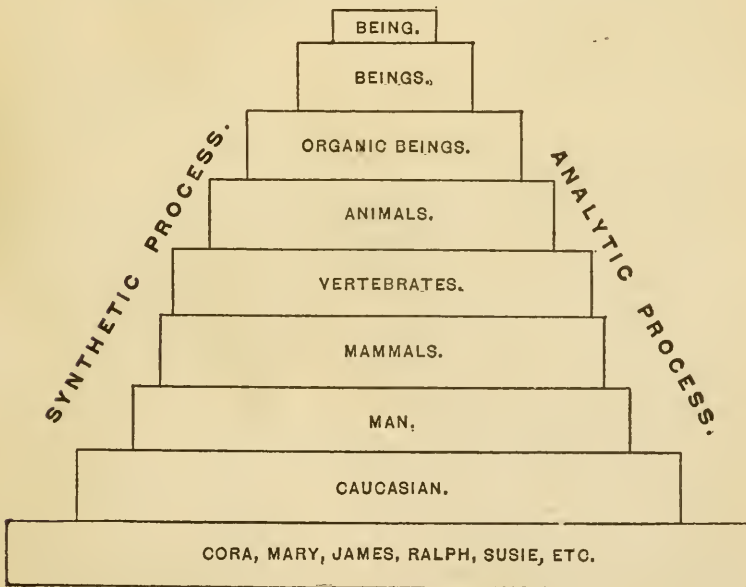 BEING.
BEINGS.
ORGANIC BEINGS.
SYNTHETIC PROCESS.
ANALYTIC PROCESS.
ANIMALS.
VERTEBRATES.
MAMMALS.
MAN.
CAUCASIAN.
CORA, MARY, JAMES, RALPH, SUSIE, ETC.